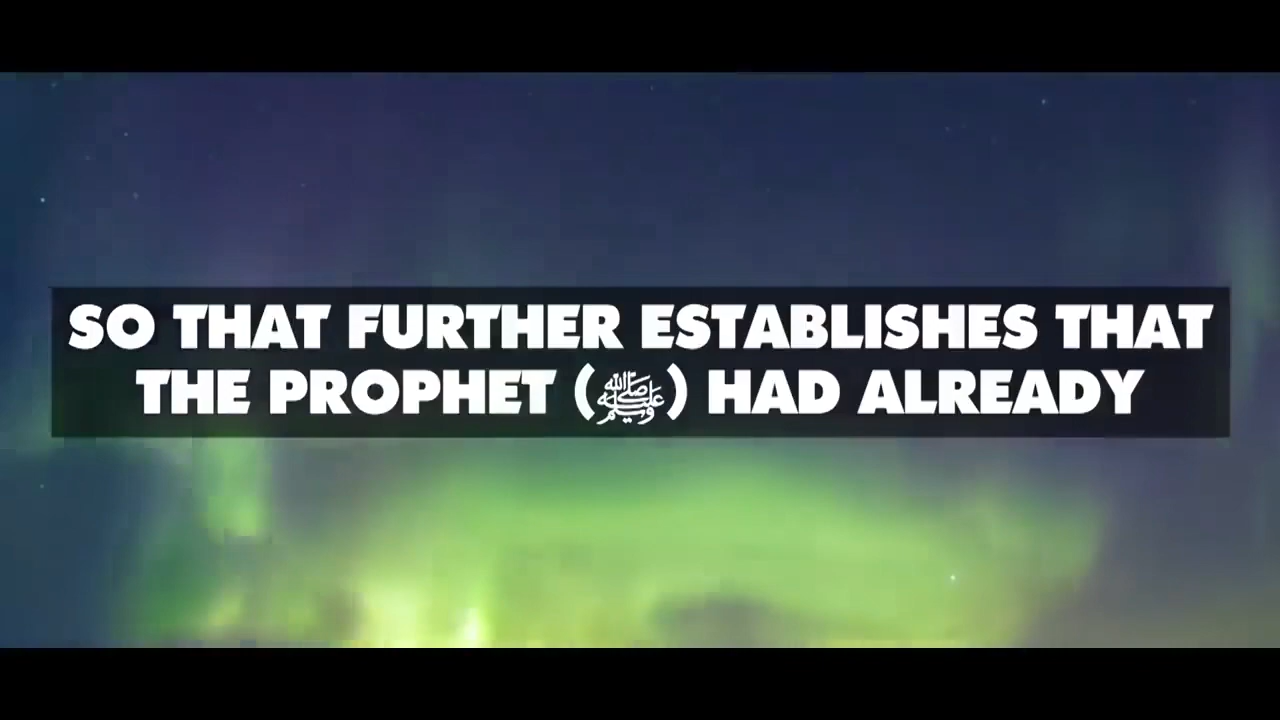 SO THAT FURTHER ESTABLISHES THAT
THE PROPHET (ﷺ) HAD ALREADY